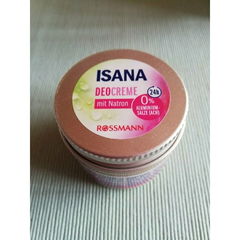 ISANA
DEOCREME
mit Natron
24h
0%
ALUMINIUM-
SALZE (ACH)
ROSSMANN